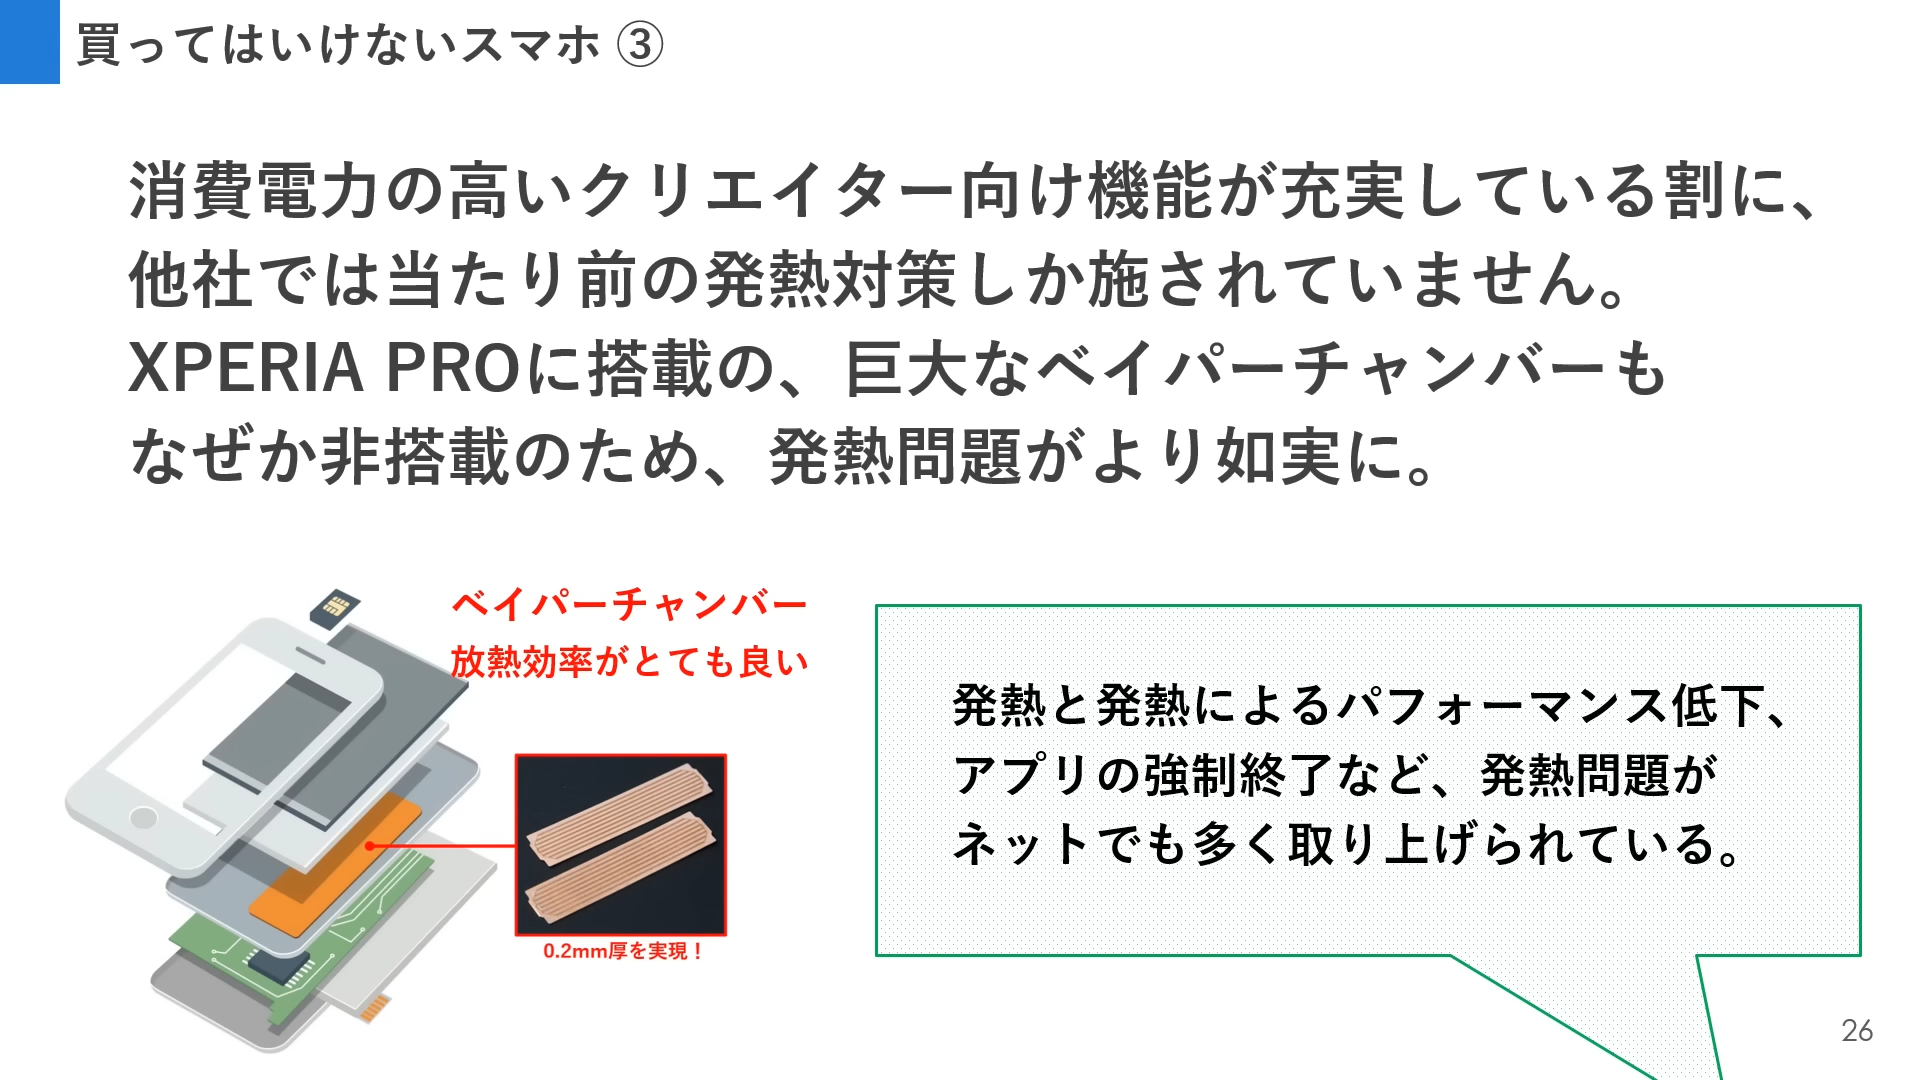 買ってはいけないスマホ ③
消費電力の高いクリエイター向け機能が充実している割に、
他社では当たり前の発熱対策しか施されていません。
XPERIA PROに搭載の、巨大なベイパーチャンバーも
なぜか非搭載のため、発熱問題がより如実に。
ベイパーチャンバー
放熱効率がとても良い
0.2mm厚を実現！
発熱と発熱によるパフォーマンス低下、
アプリの強制終了など、発熱問題が
ネットでも多く取り上げられている。
26